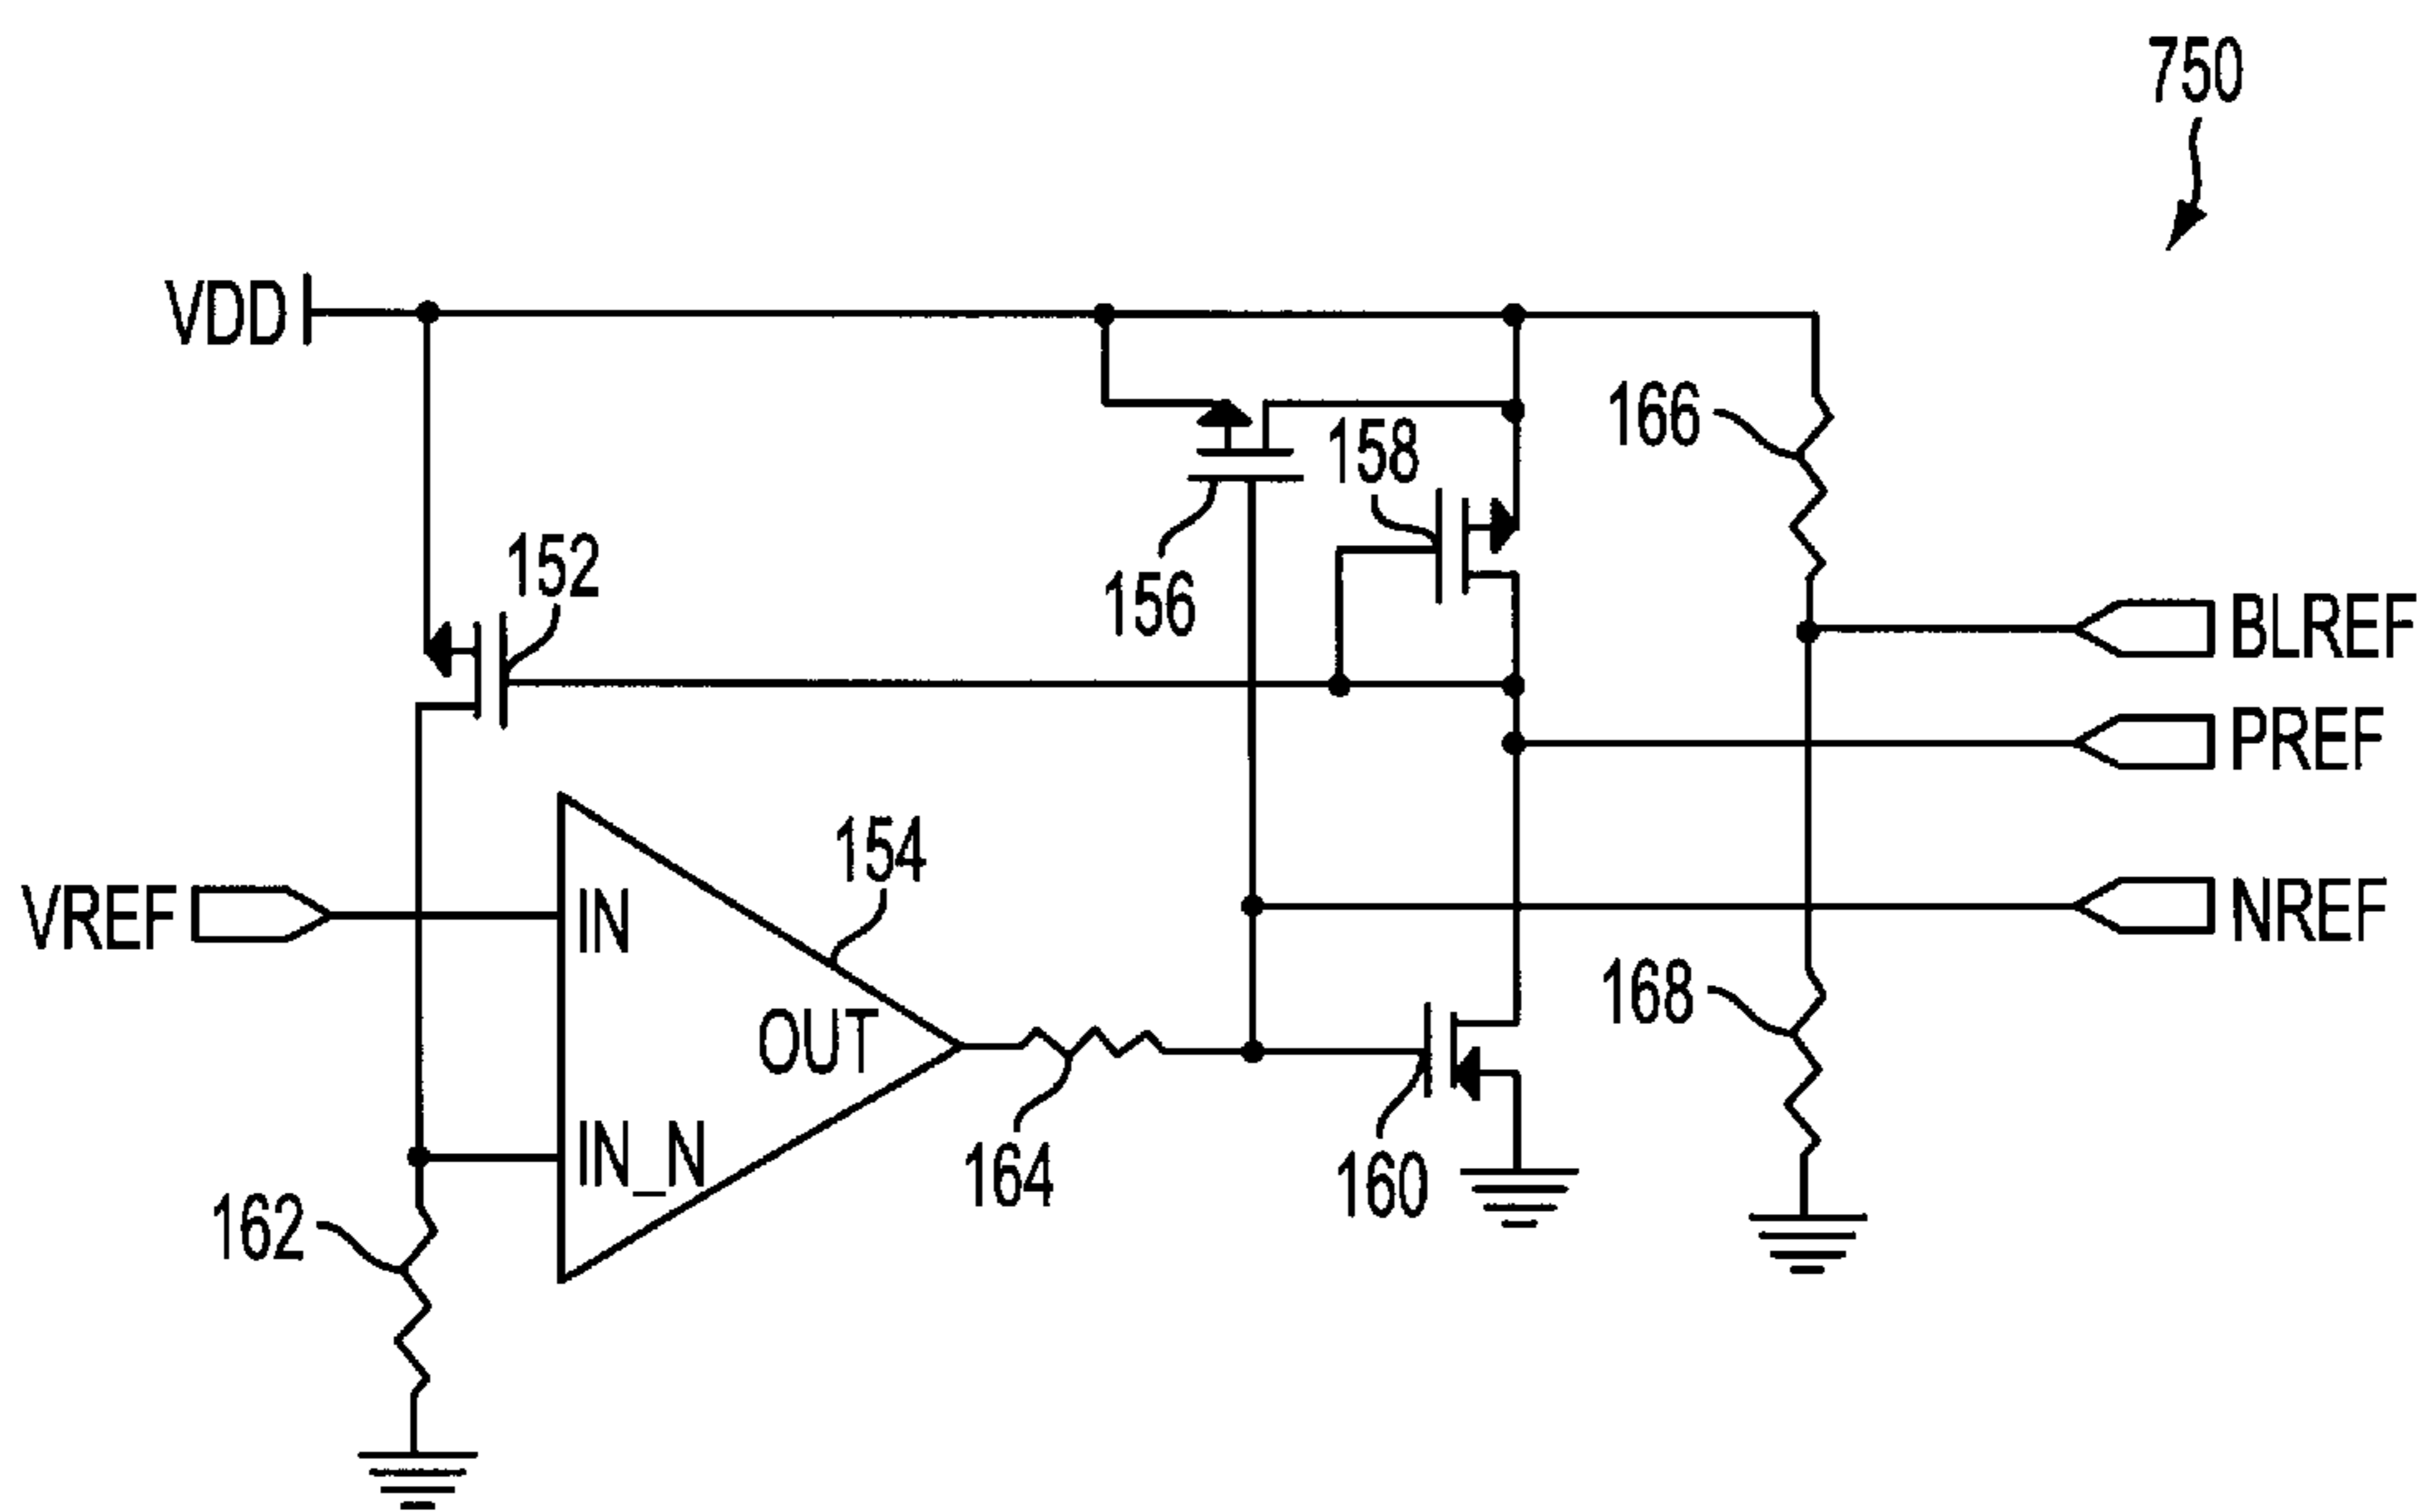 750
VDD
166
158
152
156
BLREF
PREF
154
VREF
IN
NREF
OUT
168
IN_N
164
160
162